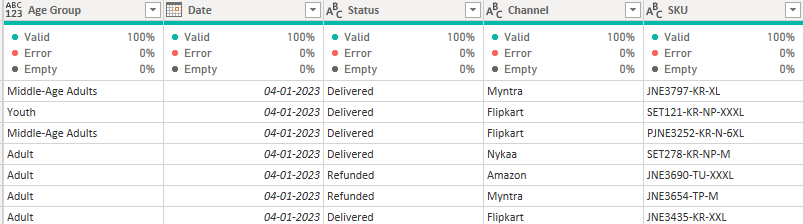 ABC 123 Age Group Date ABC Status ABC Channel ABC SKU
Valid 100% Valid 100% Valid 100% Valid 100% Valid 100%
Error 0% Error 0% Error 0% Error 0% Error 0%
Empty 0% Empty 0% Empty 0% Empty 0% Empty 0%
Middle-Age Adults 04-01-2023 Delivered Myntra JNE3797-KR-XL
Youth 04-01-2023 Delivered Flipkart SET121-KR-NP-XXXL
Middle-Age Adults 04-01-2023 Delivered Flipkart PJNE3252-KR-N-6XL
Adult 04-01-2023 Delivered Nykaa SET278-KR-NP-M
Adult 04-01-2023 Refunded Amazon JNE3690-TU-XXXL
Adult 04-01-2023 Refunded Myntra JNE3654-TP-M
Adult 04-01-2023 Delivered Flipkart JNE3435-KR-XXL